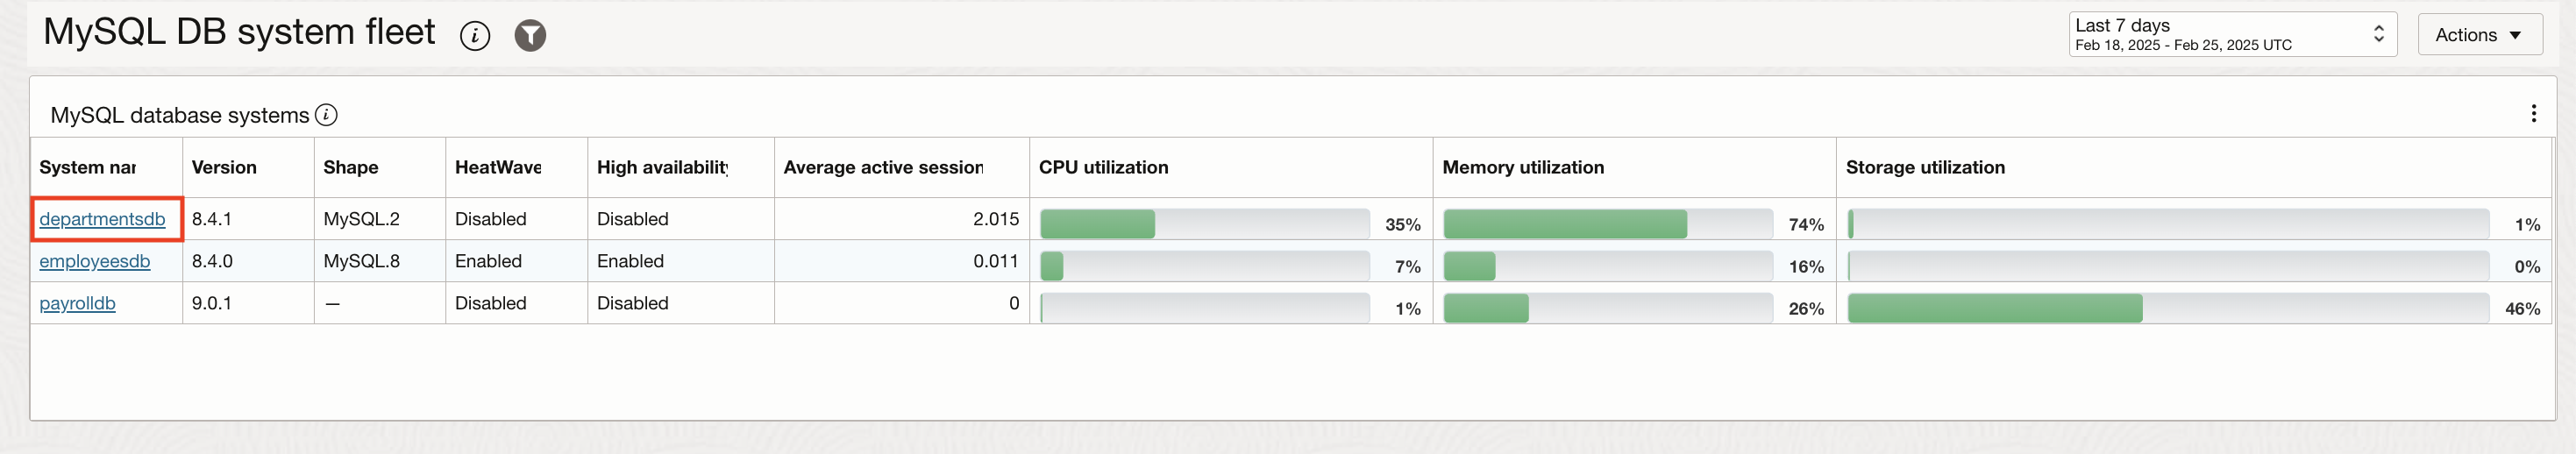 MySQL DB system fleet
Last 7 days
Feb 18, 2025 - Feb 25, 2025 UTC
Actions
MySQL database systems
System nar Version Shape HeatWave High availability Average active session CPU utilization Memory utilization Storage utilization
departmentsdb 8.4.1 MySQL.2 Disabled Disabled 2.015 35% 74% 1%
employeesdb 8.4.0 MySQL.8 Enabled Enabled 0.011 7% 16% 0%
payrolldb 9.0.1 — Disabled Disabled 0 1% 26% 46%